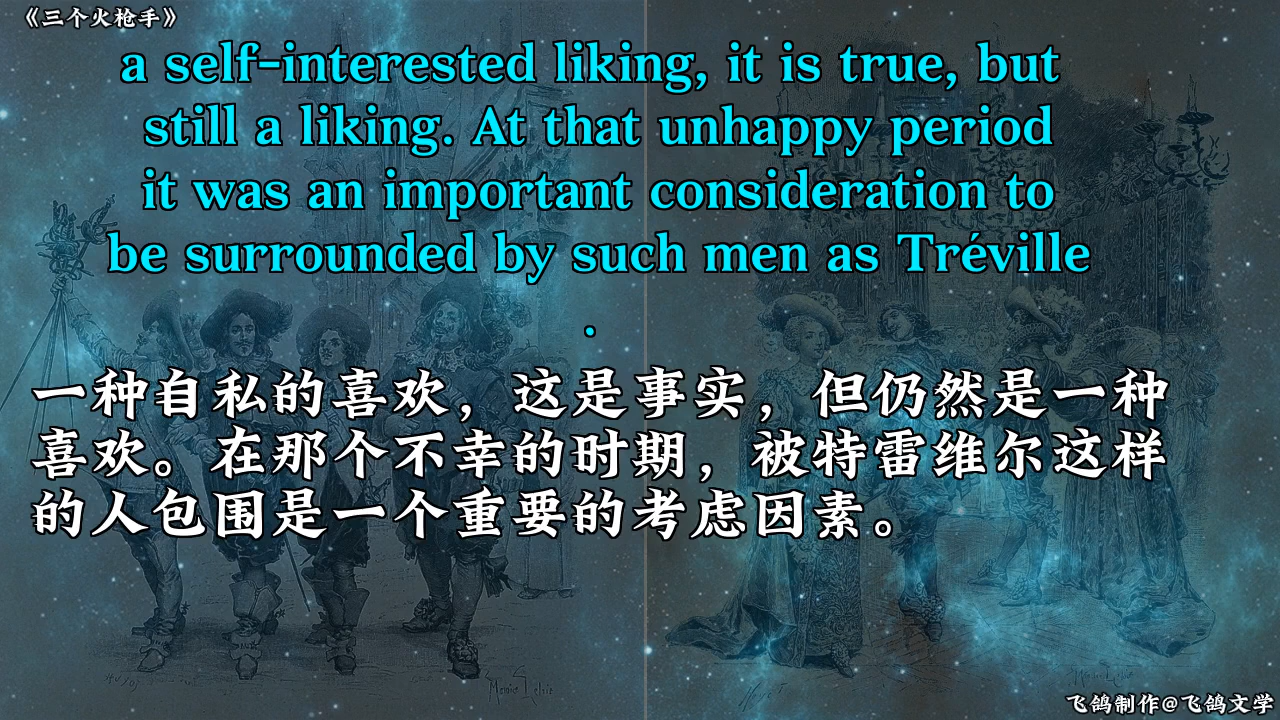 《三个火枪手》
a self-interested liking, it is true, but
still a liking. At that unhappy period
it was an important consideration to
be surrounded by such men as Tréville
.
一种自私的喜欢，这是事实，但仍然是一种
喜欢。在那个不幸的时期，被特雷维尔这样
的人包围是一个重要的考虑因素。
飞鸽制作@飞鸽文学